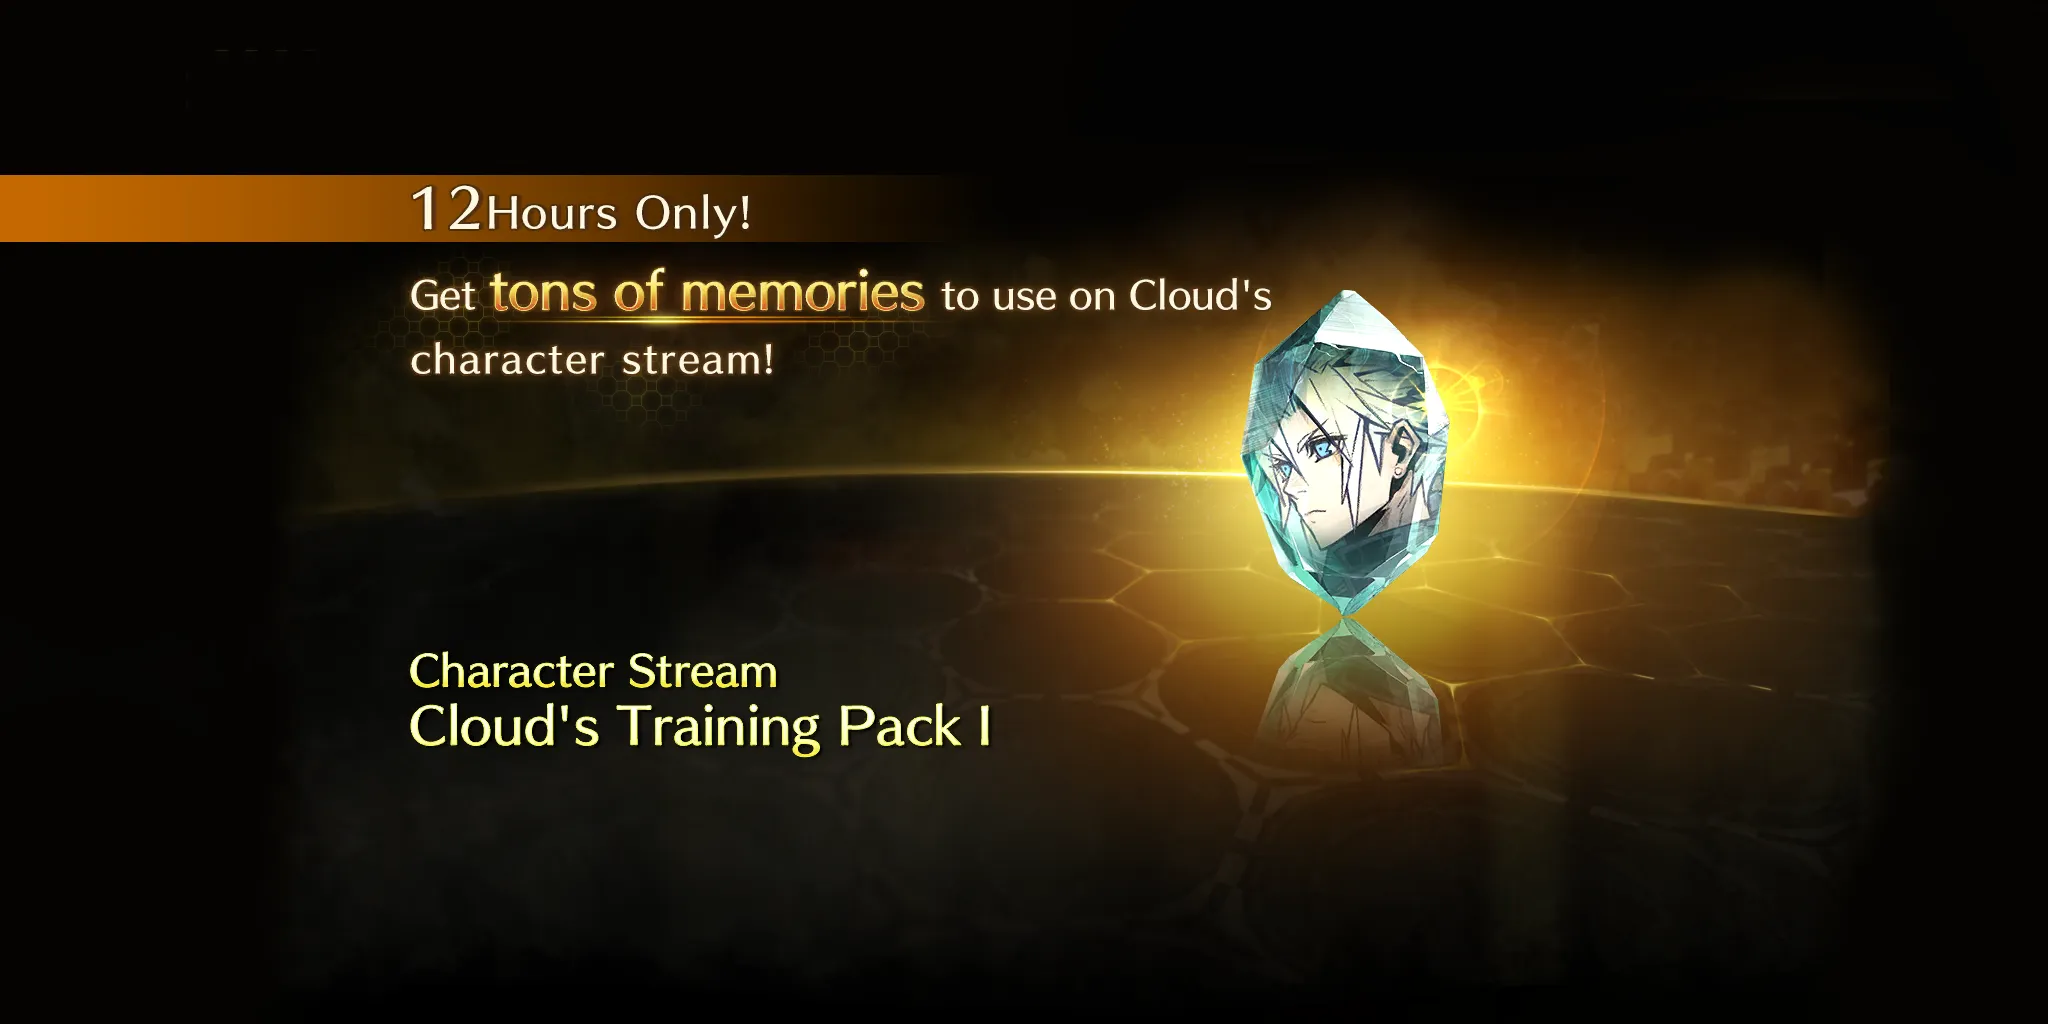 12Hours Only!
Get tons of memories to use on Cloud's
character stream!
Character Stream
Cloud's Training Pack I